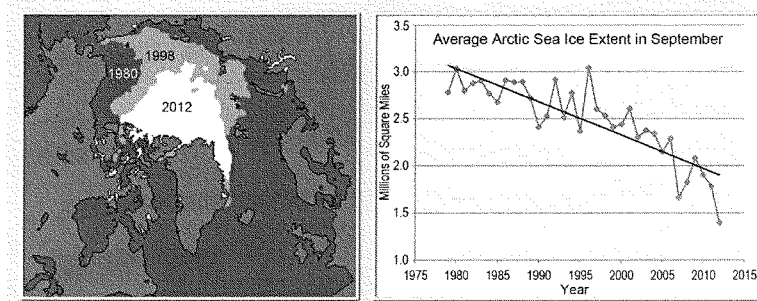 1998
1980
2012
Average Arctic Sea Ice Extent in September
Millions of Square Miles
3.5
3.0
2.5
2.0
1.5
1.0
1975 1980 1985 1990 1995 2000 2005 2010 2015
Year